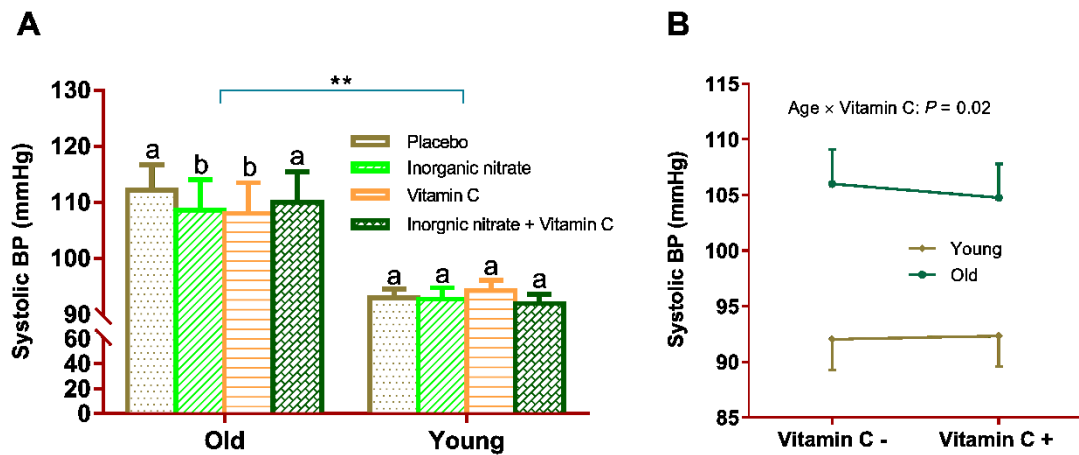 A
Systolic BP (mmHg)
130
120
110
100
90
60
40
20
0
**
a b b a
a a a a
Placebo
Inorganic nitrate
Vitamin C
Inorgnic nitrate + Vitamin C
Old Young
B
Systolic BP (mmHg)
115
110
105
100
95
90
85
Age × Vitamin C: P = 0.02
Young
Old
Vitamin C - Vitamin C +